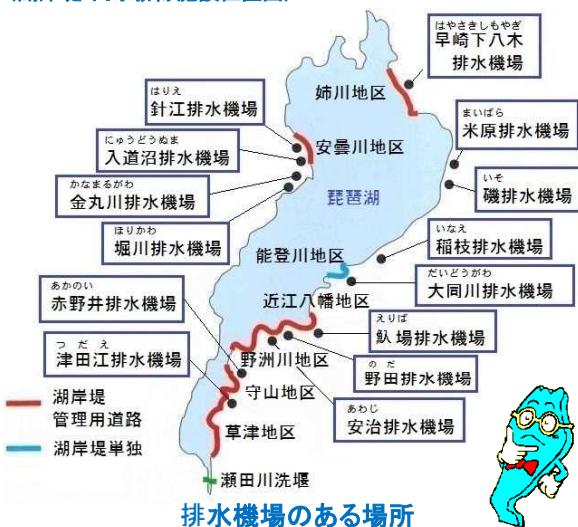 はやさきしもやぎ
早崎下八木
排水機場
姉川地区
はりえ
針江排水機場
まいばら
米原排水機場
にゅうどうぬま
入道沼排水機場
安曇川地区
かなまるがわ
金丸川排水機場
琵琶湖
いそ
磯排水機場
ほりかわ
堀川排水機場
いなえ
稲枝排水機場
能登川地区
だいどうがわ
大同川排水機場
あかのい
赤野井排水機場
近江八幡地区
えりば
魞場排水機場
つだえ
津田江排水機場
野洲川地区
のだ
野田排水機場
守山地区
あわじ
安治排水機場
湖岸堤
管理用道路
草津地区
湖岸堤単独
瀬田川洗堰
排水機場のある場所